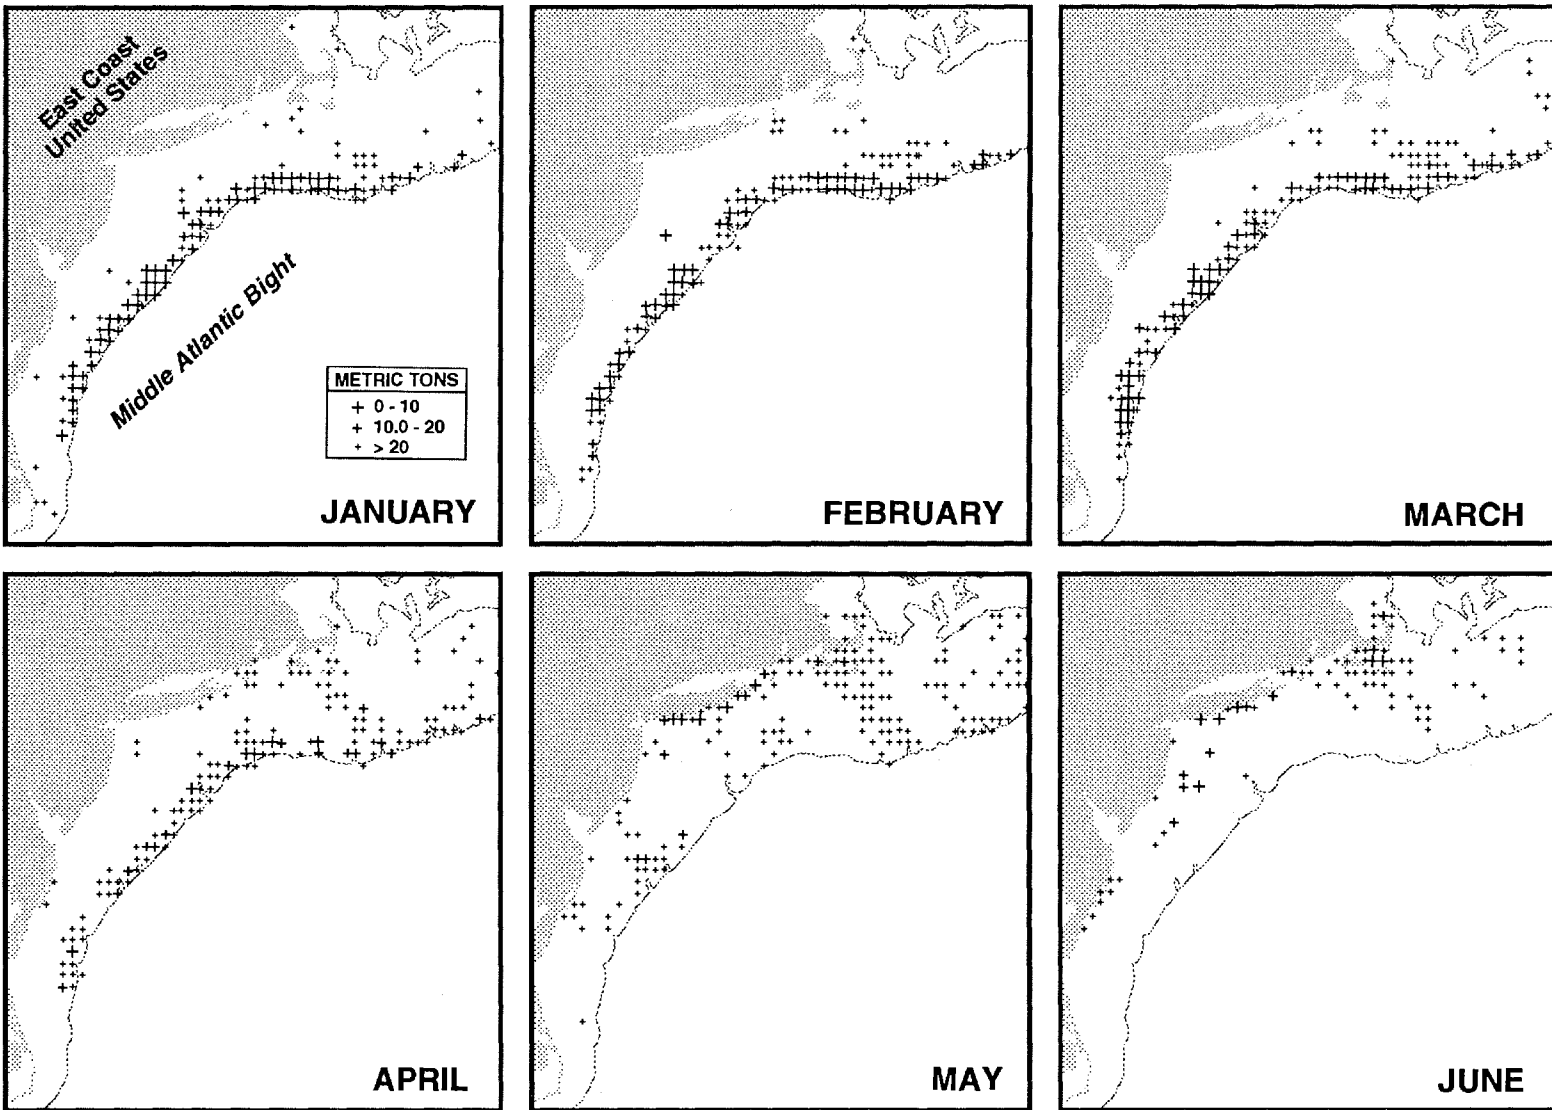 East Coast
United States
Middle Atlantic Bight
METRIC TONS
+ 0 - 10
+ 10.0 - 20
+ > 20
JANUARY
FEBRUARY
MARCH
APRIL
MAY
JUNE